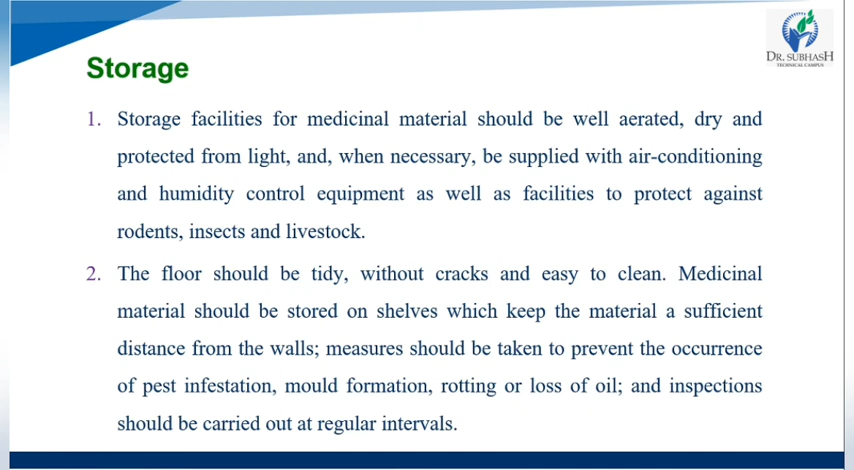 DR. SUBHASH
TECHNICAL CAMPUS
Storage
1. Storage facilities for medicinal material should be well aerated, dry and
protected from light, and, when necessary, be supplied with air-conditioning
and humidity control equipment as well as facilities to protect against
rodents, insects and livestock.
2. The floor should be tidy, without cracks and easy to clean. Medicinal
material should be stored on shelves which keep the material a sufficient
distance from the walls; measures should be taken to prevent the occurrence
of pest infestation, mould formation, rotting or loss of oil; and inspections
should be carried out at regular intervals.